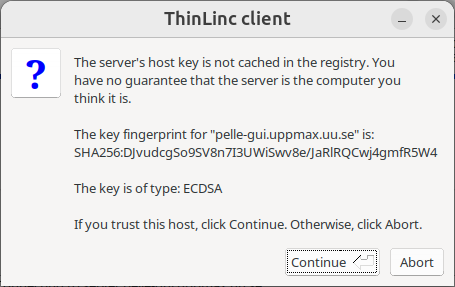 ThinLinc client
The server's host key is not cached in the registry. You
have no guarantee that the server is the computer you
think it is.
The key fingerprint for "pelle-gui.uppmax.uu.se" is:
SHA256:DJvudcgSo9SV8n7I3UWiSwv8e/JaRlRQCwj4gmfR5W4
The key is of type: ECDSA
If you trust this host, click Continue. Otherwise, click Abort.
Continue
Abort